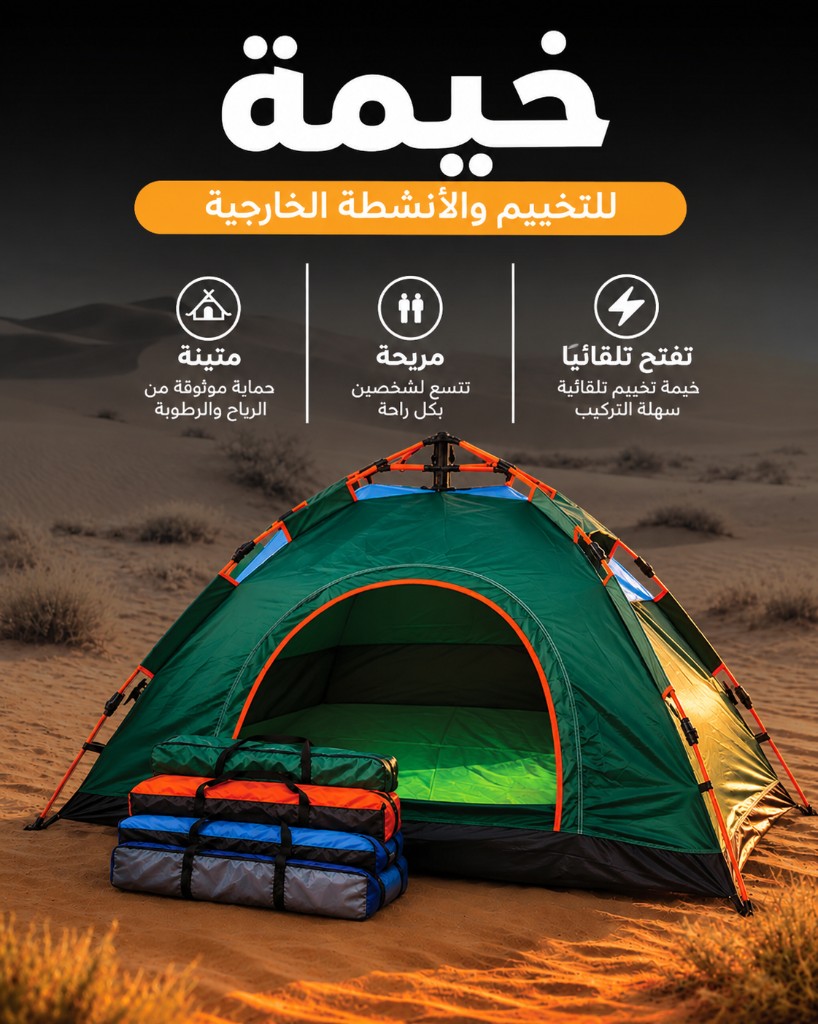 خيمة
للتخييم والأنشطة الخارجية
تفتح تلقائيًا
خيمة تخييم تلقائية
سهلة التركيب
مريحة
تتسع لشخصين
بكل راحة
متينة
حماية موثوقة من
الرياح والرطوبة